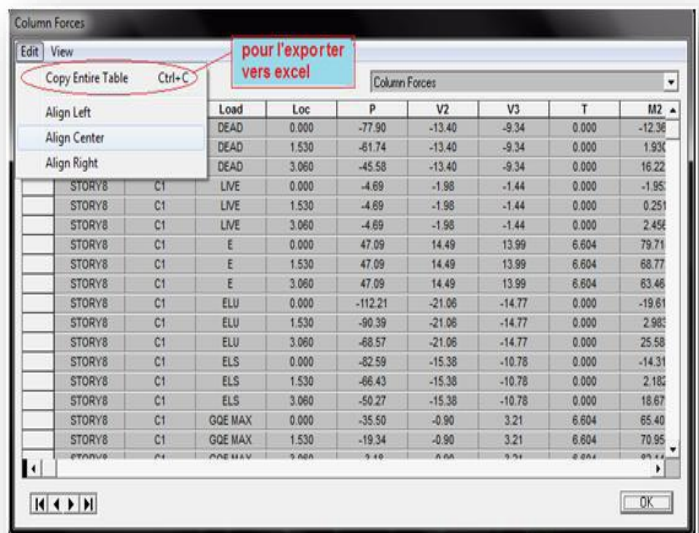 Column Forces
Edit View
pour l'exporter
vers excel
Copy Entire Table Ctrl+C
Column Forces
Align Left
Align Center
Align Right
Load Loc P V2 V3 T M2
DEAD 0.000 -77.90 -13.40 -9.34 0.000 -12.36
DEAD 1.530 -61.74 -13.40 -9.34 0.000 1.930
DEAD 3.060 -45.58 -13.40 -9.34 0.000 16.22
STORY8 C1 LIVE 0.000 -4.69 -1.98 -1.44 0.000 -1.95
STORY8 C1 LIVE 1.530 -4.69 -1.98 -1.44 0.000 0.251
STORY8 C1 LIVE 3.060 -4.69 -1.98 -1.44 0.000 2.456
STORY8 C1 E 0.000 47.09 14.49 13.99 6.604 79.71
STORY8 C1 E 1.530 47.09 14.49 13.99 6.604 68.77
STORY8 C1 E 3.060 47.09 14.49 13.99 6.604 63.46
STORY8 C1 ELU 0.000 -112.21 -21.06 -14.77 0.000 -19.61
STORY8 C1 ELU 1.530 -90.39 -21.06 -14.77 0.000 2.983
STORY8 C1 ELU 3.060 -68.57 -21.06 -14.77 0.000 25.58
STORY8 C1 ELS 0.000 -82.59 -15.38 -10.78 0.000 -14.31
STORY8 C1 ELS 1.530 -66.43 -15.38 -10.78 0.000 2.182
STORY8 C1 ELS 3.060 -50.27 -15.38 -10.78 0.000 18.67
STORY8 C1 GQE MAX 0.000 -35.50 -0.90 3.21 6.604 65.40
STORY8 C1 GQE MAX 1.530 -19.34 -0.90 3.21 6.604 70.95
OK